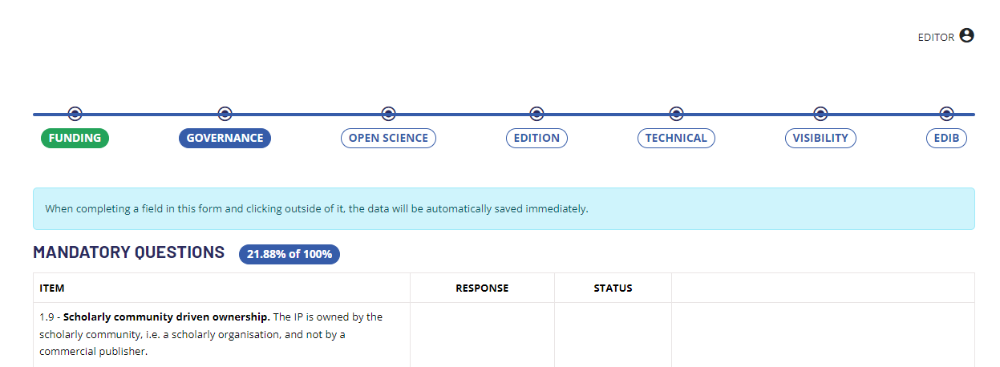 EDITOR
FUNDING GOVERNANCE OPEN SCIENCE EDITION TECHNICAL VISIBILITY EDIB
When completing a field in this form and clicking outside of it, the data will be automatically saved immediately.
MANDATORY QUESTIONS 21.88% of 100%
ITEM RESPONSE STATUS
1.9 - Scholarly community driven ownership. The IP is owned by the
scholarly community, i.e. a scholarly organisation, and not by a
commercial publisher.